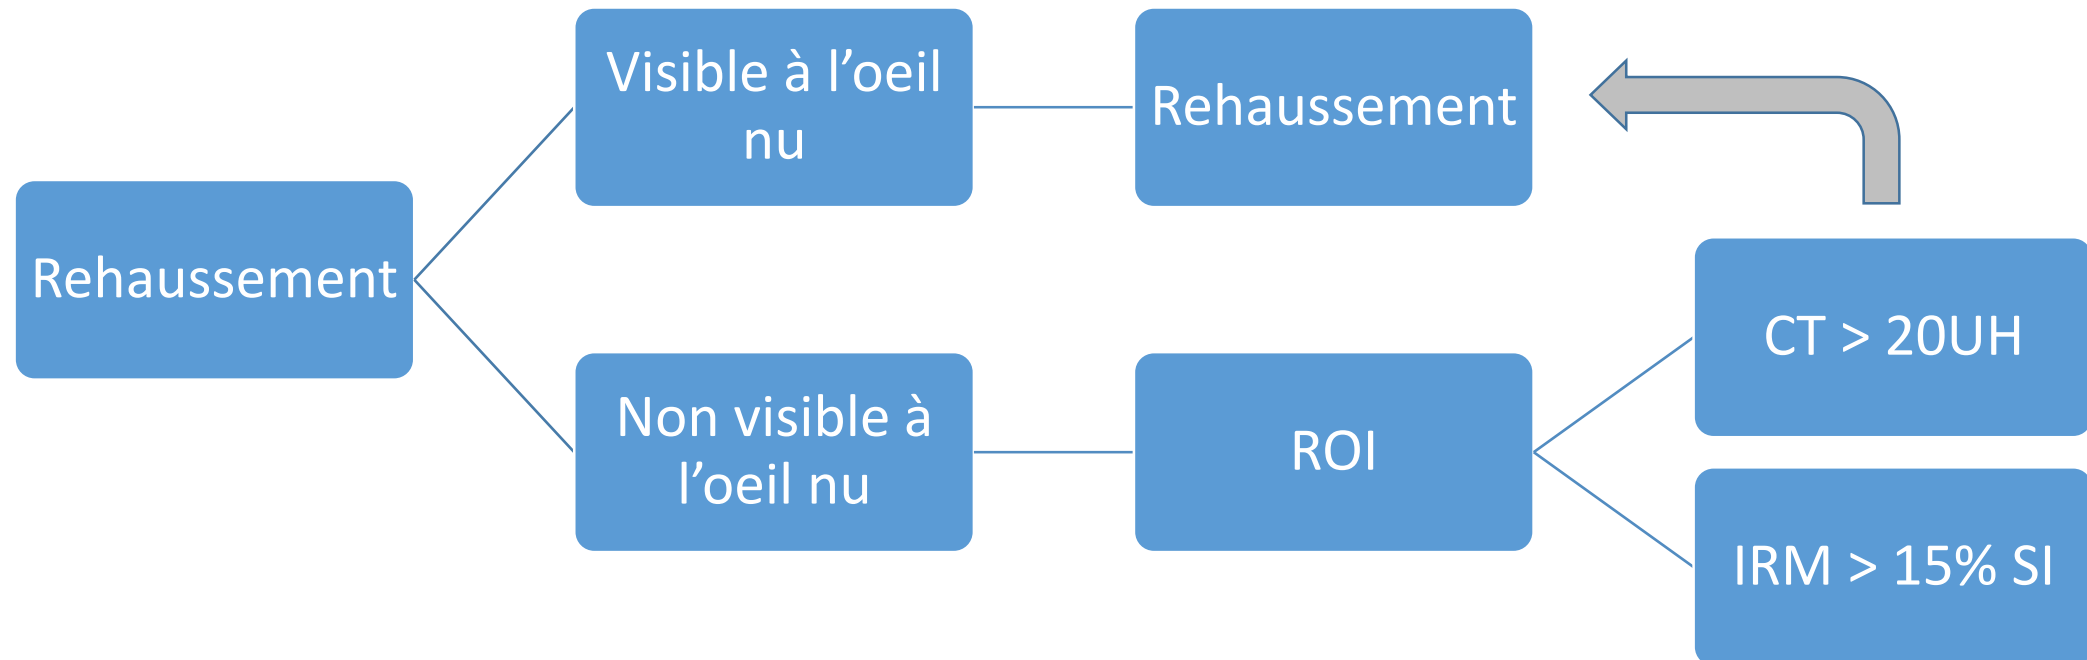 Rehaussement
Visible à l’oeil
nu
Rehaussement
Non visible à
l’oeil nu
ROI
CT > 20UH
IRM > 15% SI